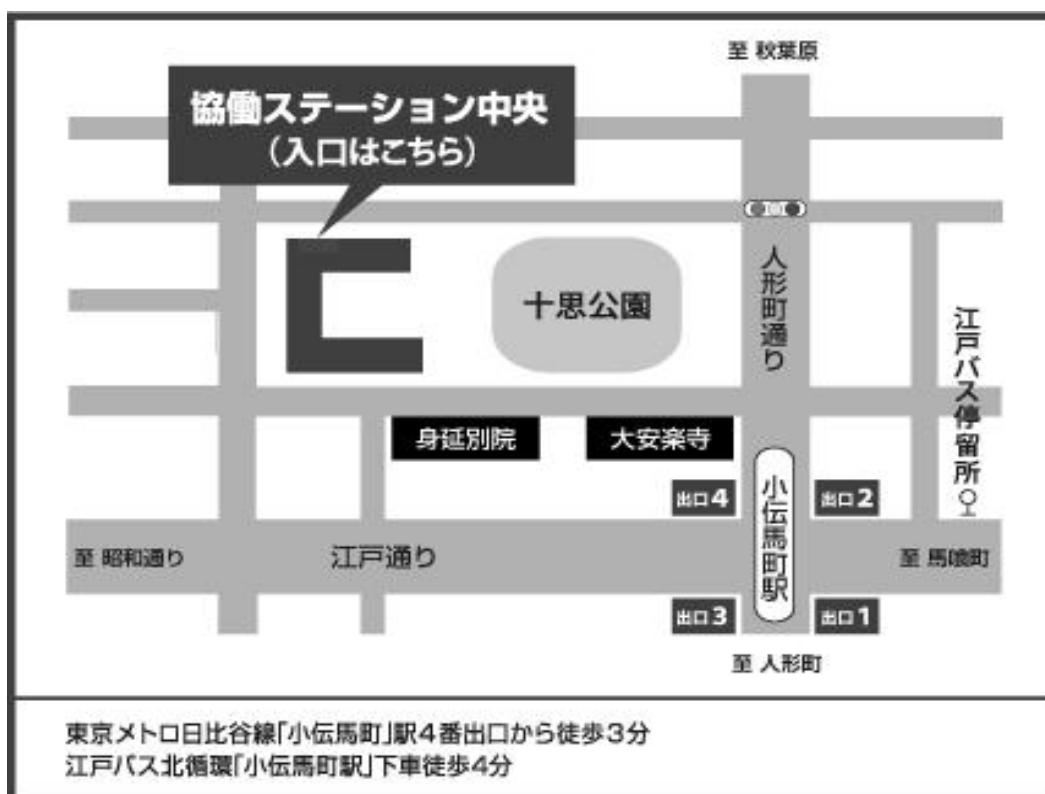 至 秋葉原
協働ステーション中央
（入口はこちら）
人形町通り
十思公園
江戸バス停留所
身延別院
大安楽寺
小伝馬町駅
出口4
出口2
至 昭和通り
江戸通り
至 馬喰町
出口3
出口1
至 人形町
東京メトロ日比谷線「小伝馬町」駅4番出口から徒歩3分
江戸バス北循環「小伝馬町駅」下車徒歩4分